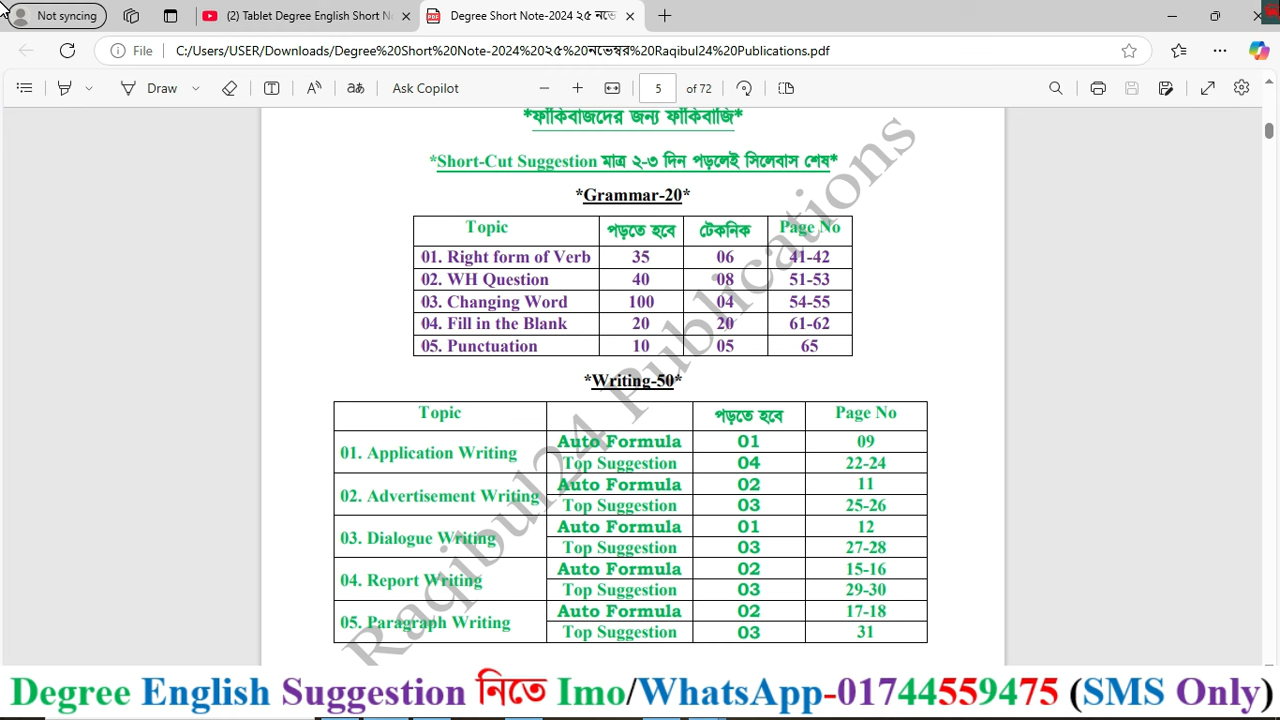 Not syncing
(2) Tablet Degree English Short N
Degree Short Note-2024 ২৫ নভে
File
C:/Users/USER/Downloads/Degree%20Short%20Note-2024%20২৫%20নভেম্বর%20Raqibul24%20Publications.pdf
Draw
aあ
Ask Copilot
5 of 72
*ফাঁকিবাজদের জন্য ফাঁকিবাজি*
*Short-Cut Suggestion মাত্র ২-৩ দিন পড়লেই সিলেবাস শেষ*
*Grammar-20*
Topic পড়তে হবে টেকনিক Page No
01. Right form of Verb 35 06 41-42
02. WH Question 40 08 51-53
03. Changing Word 100 04 54-55
04. Fill in the Blank 20 20 61-62
05. Punctuation 10 05 65
*Writing-50*
Topic পড়তে হবে Page No
01. Application Writing Auto Formula 01 09
Top Suggestion 04 22-24
02. Advertisement Writing Auto Formula 02 11
Top Suggestion 03 25-26
03. Dialogue Writing Auto Formula 01 12
Top Suggestion 03 27-28
04. Report Writing Auto Formula 02 15-16
Top Suggestion 03 29-30
05. Paragraph Writing Auto Formula 02 17-18
Top Suggestion 03 31
Raqibul24 Publications
Degree English Suggestion নিতে Imo/WhatsApp-01744559475 (SMS Only)